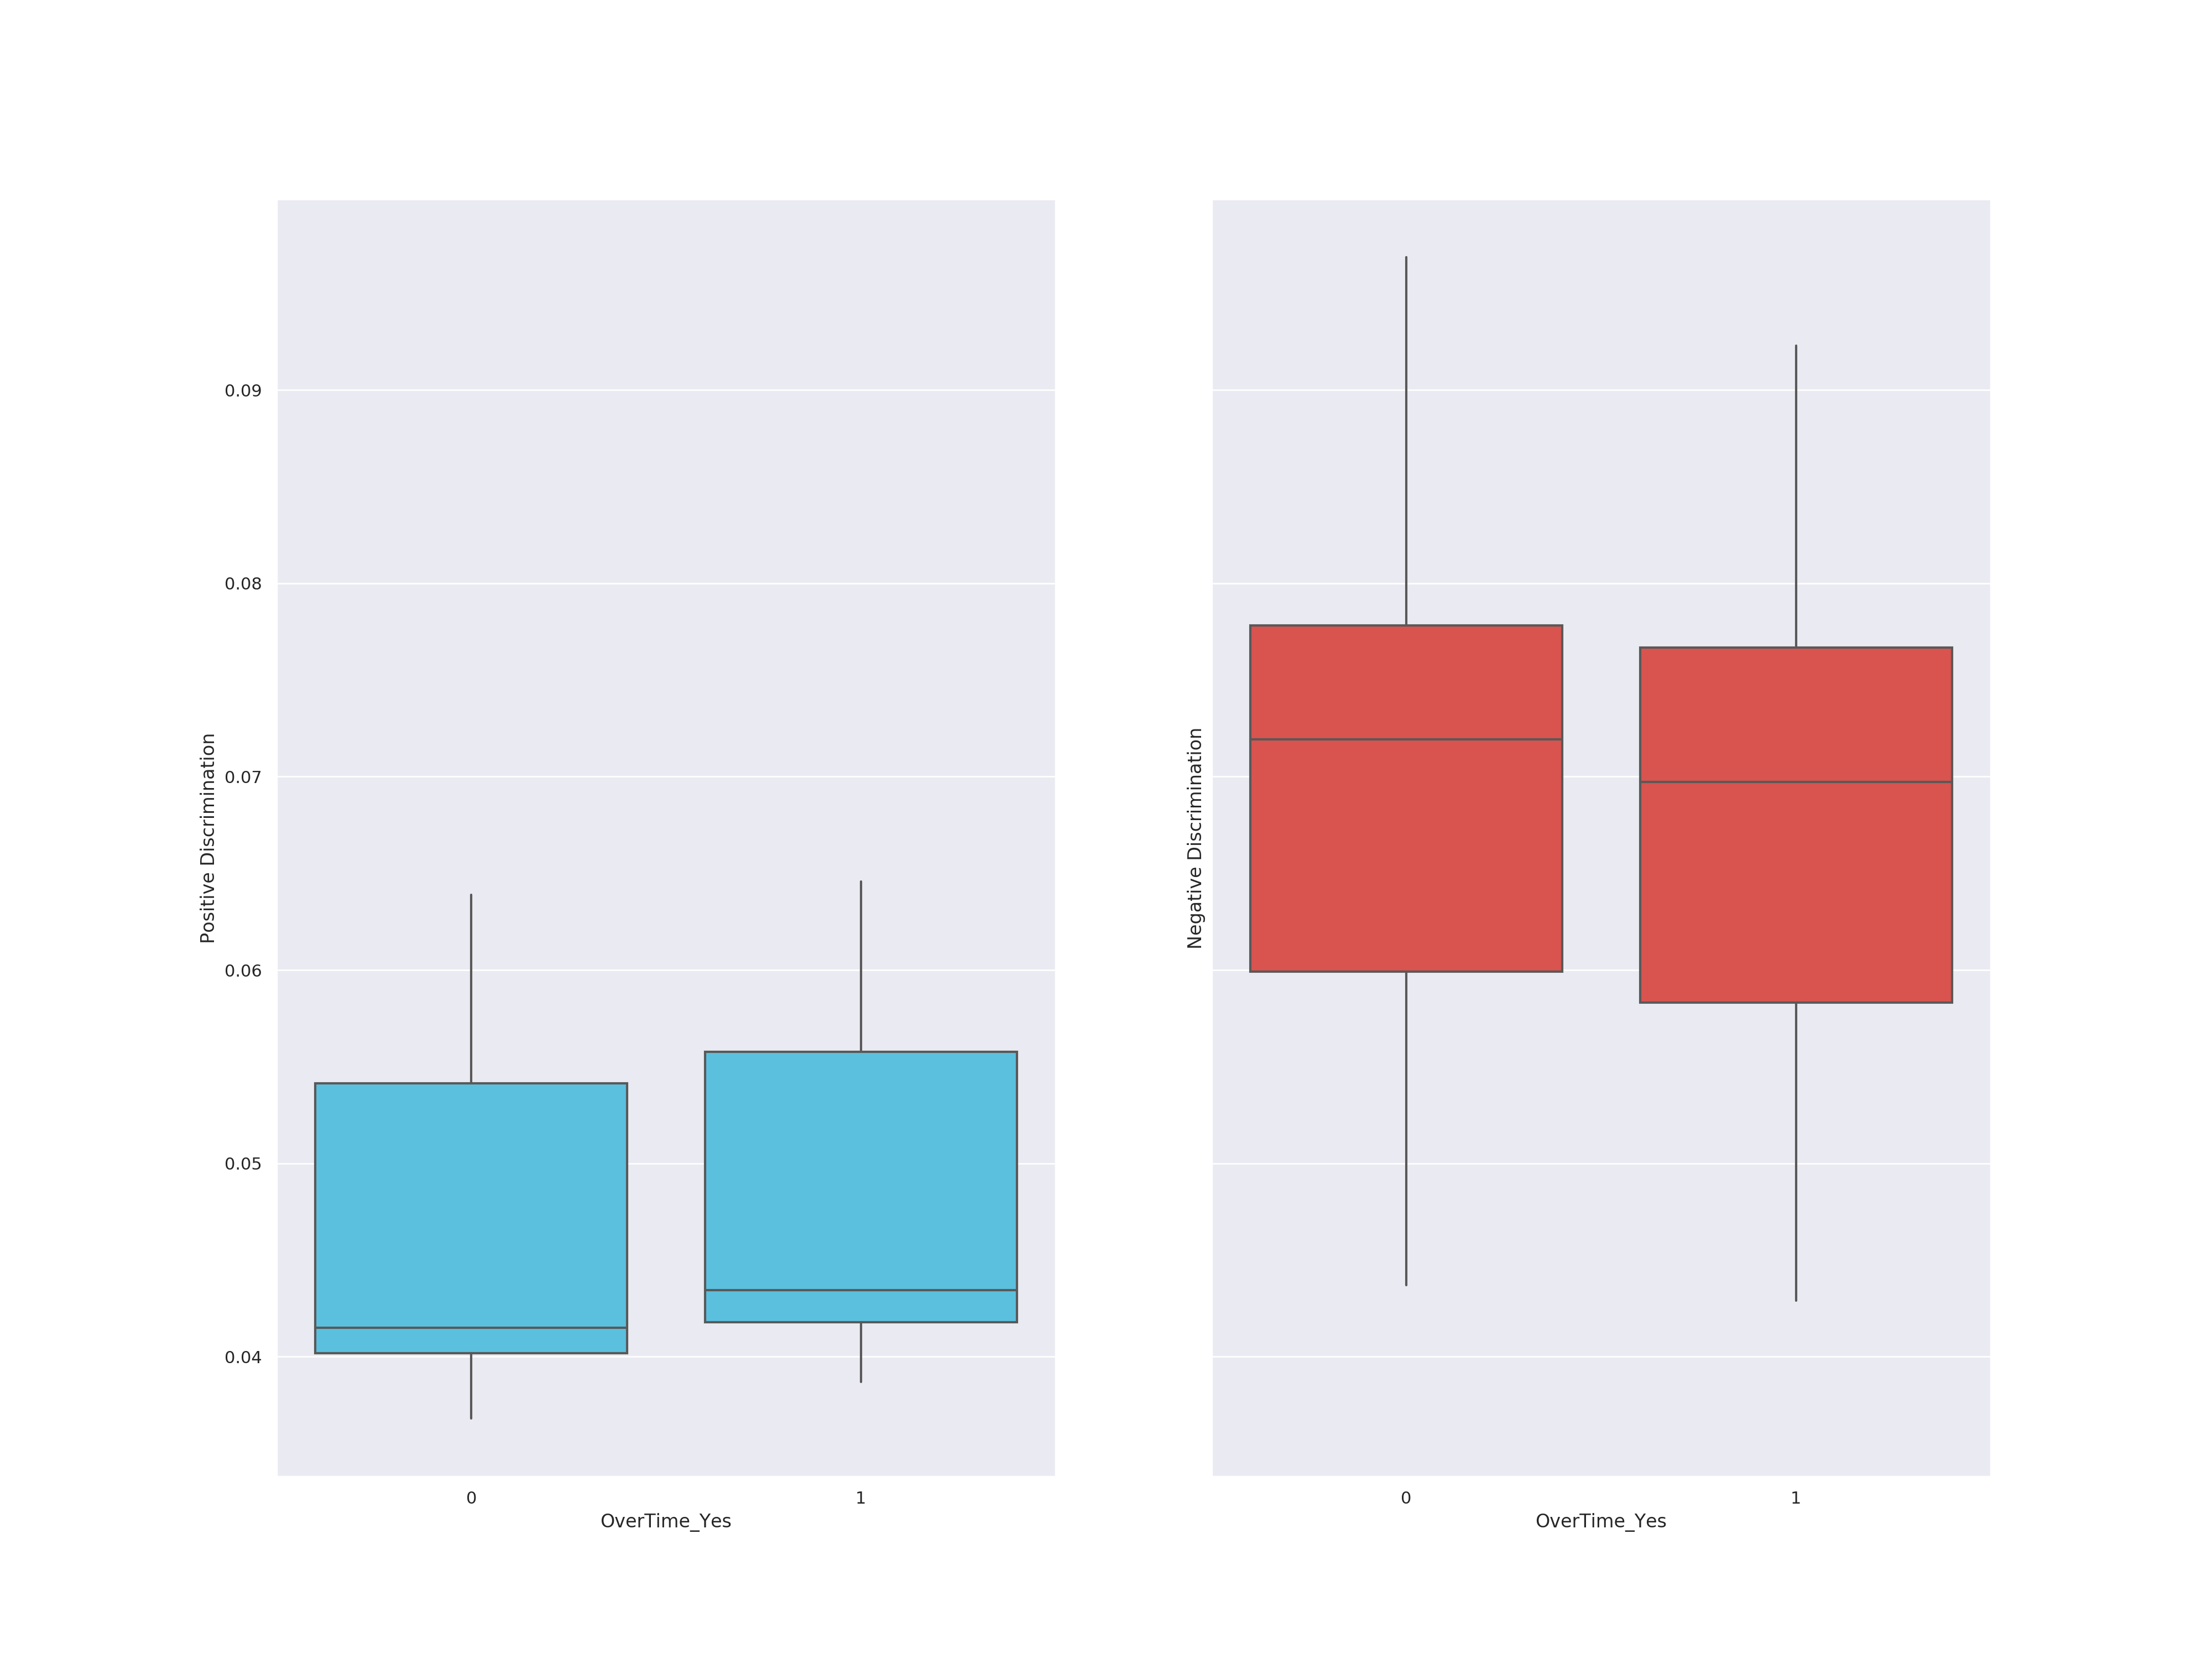 Positive Discrimination
0.09
0.08
0.07
0.06
0.05
0.04
0
1
OverTime_Yes
Negative Discrimination
0
1
OverTime_Yes